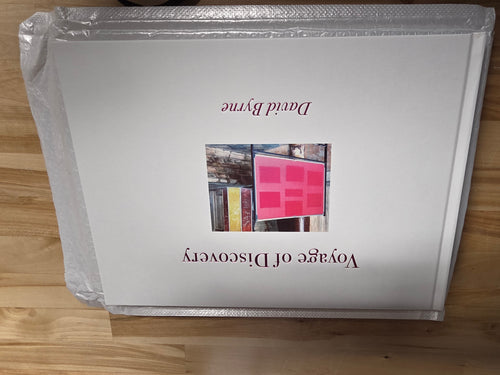 Voyage of Discovery
David Byrne